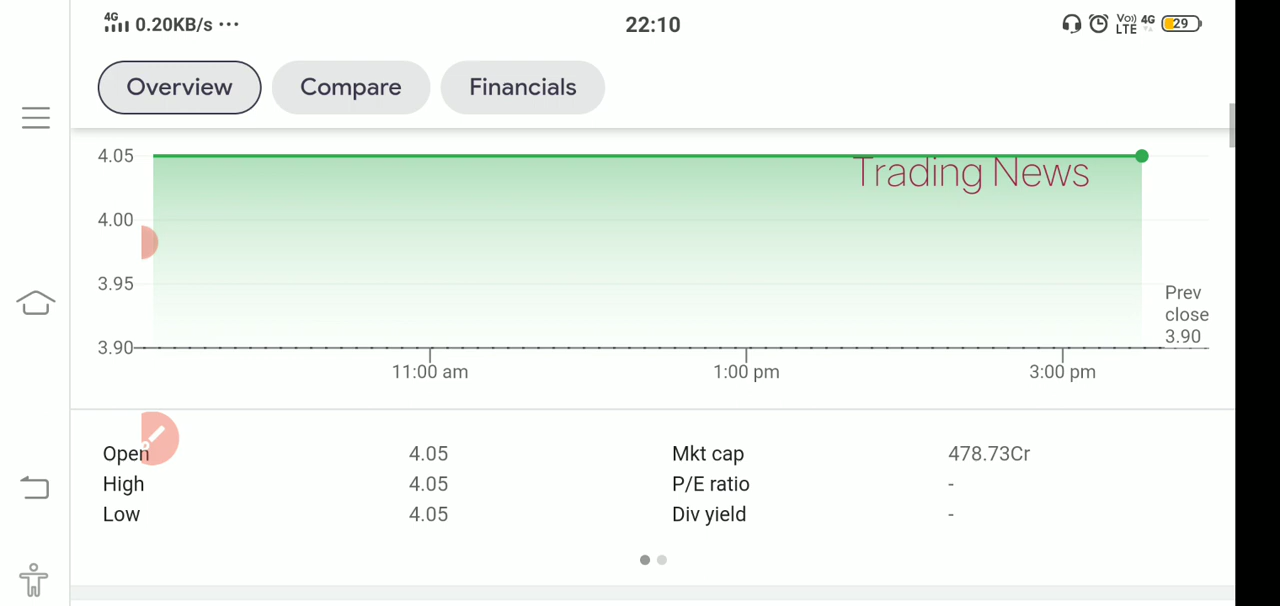 4G 0.20KB/s ··· 22:10 Vo)) LTE 4G 29
Overview Compare Financials
4.05
Trading News
4.00
3.95
Prev
close
3.90
3.90
11:00 am 1:00 pm 3:00 pm
Open 4.05 Mkt cap 478.73Cr
High 4.05 P/E ratio -
Low 4.05 Div yield -